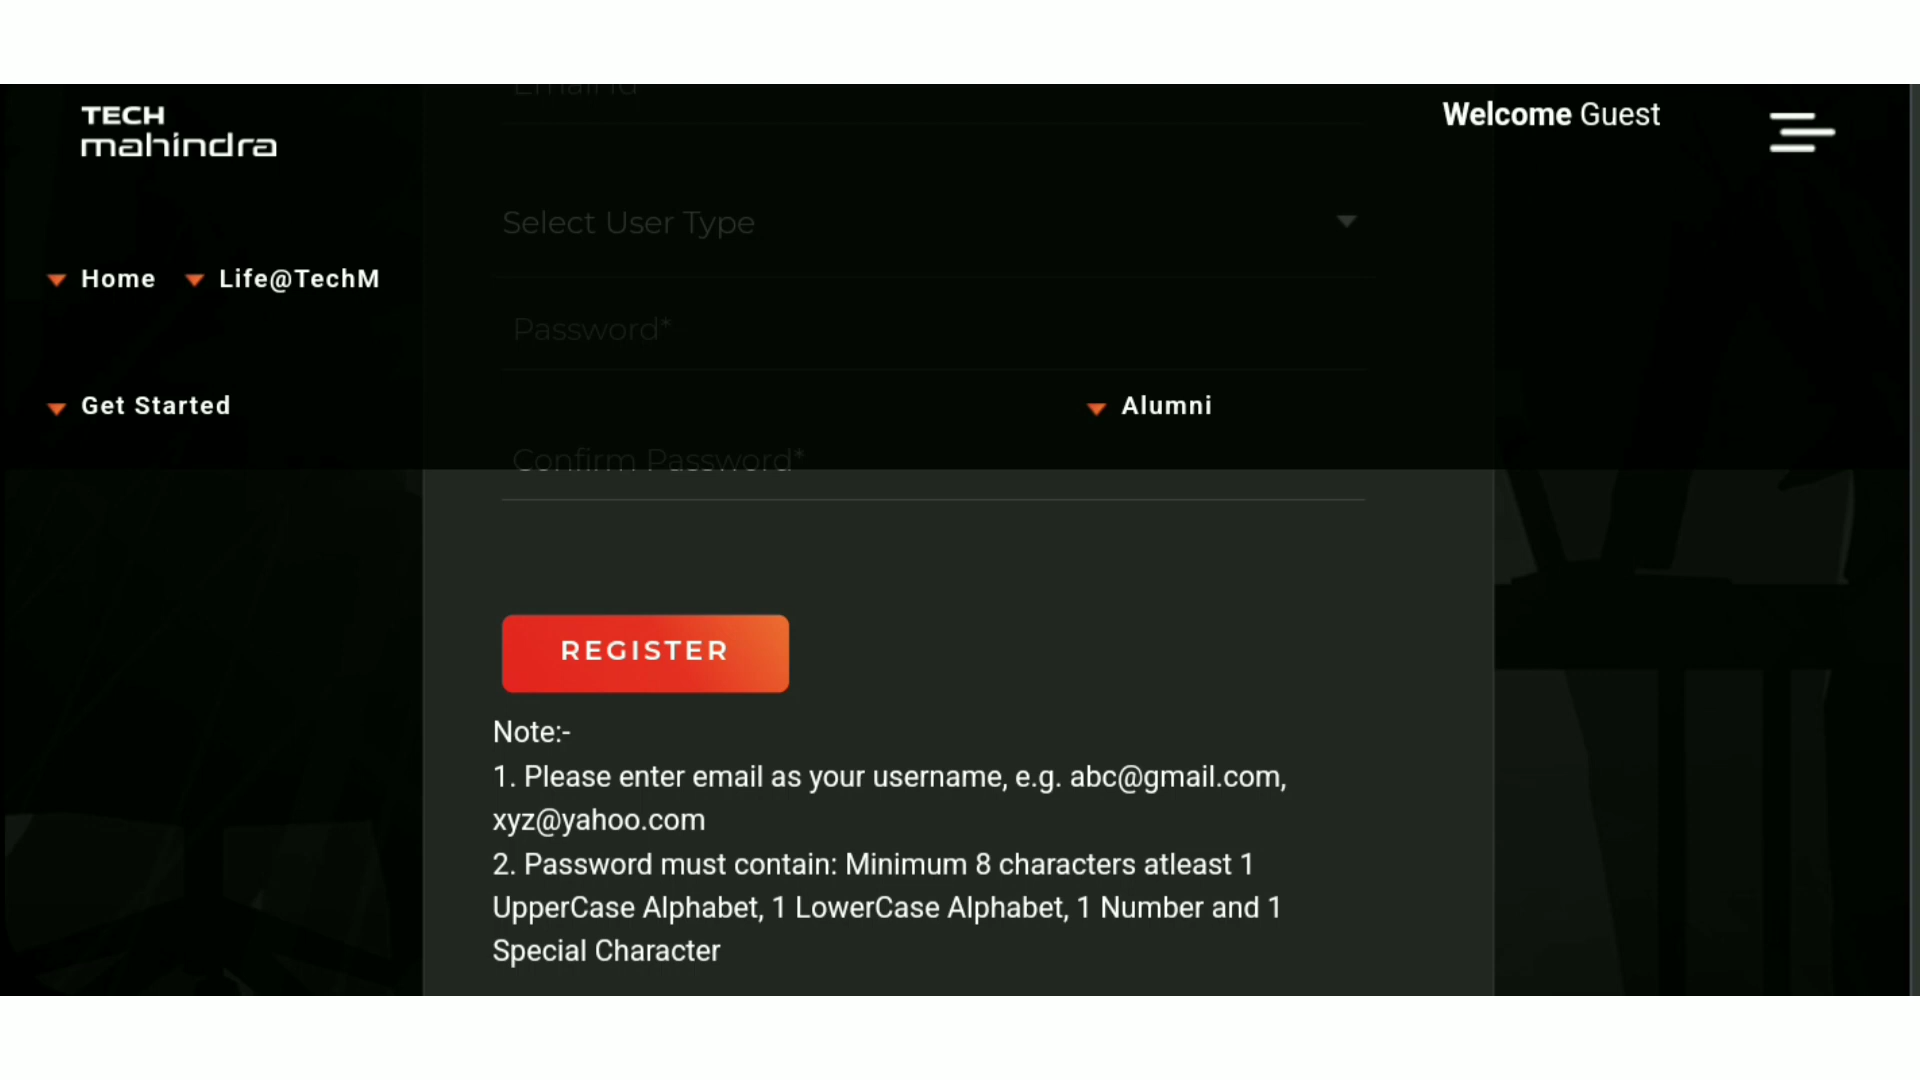 EmailId
TECH
mahindra
Welcome Guest
Select User Type
Home Life@TechM
Password*
Get Started Alumni
Confirm Password*
REGISTER
Note:-
1. Please enter email as your username, e.g. abc@gmail.com,
xyz@yahoo.com
2. Password must contain: Minimum 8 characters atleast 1
UpperCase Alphabet, 1 LowerCase Alphabet, 1 Number and 1
Special Character